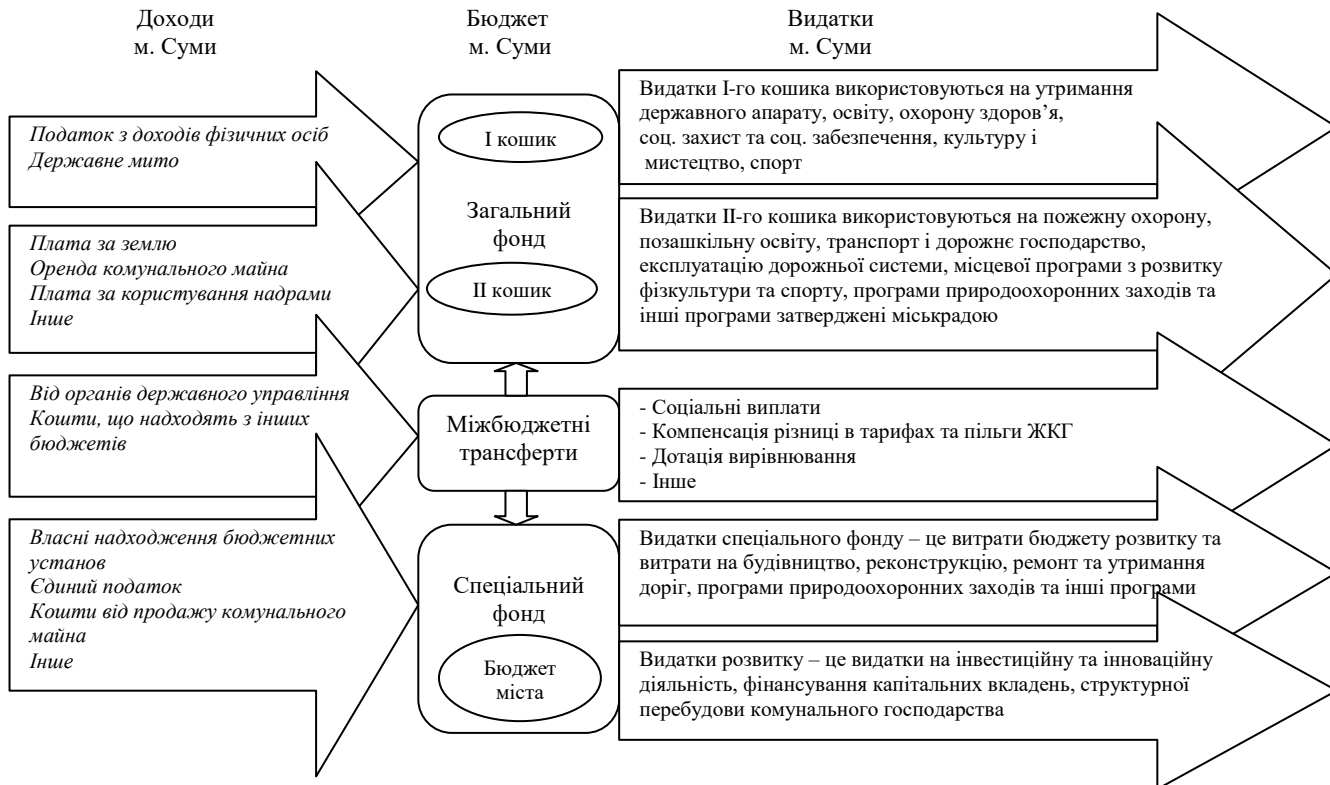 Доходи
м. Суми
Бюджет
м. Суми
Видатки
м. Суми
Податок з доходів фізичних осіб
Державне мито
Плата за землю
Оренда комунального майна
Плата за користування надрами
Інше
Від органів державного управління
Кошти, що надходять з інших
бюджетів
Власні надходження бюджетних
установ
Єдиний податок
Кошти від продажу комунального
майна
Інше
І кошик
Загальний
фонд
ІІ кошик
Міжбюджетні
трансферти
Спеціальний
фонд
Бюджет
міста
Видатки І-го кошика використовуються на утримання
державного апарату, освіту, охорону здоров’я,
соц. захист та соц. забезпечення, культуру і
мистецтво, спорт
Видатки ІІ-го кошика використовуються на пожежну охорону,
позашкільну освіту, транспорт і дорожнє господарство,
експлуатацію дорожньої системи, місцевої програми з розвитку
фізкультури та спорту, програми природоохоронних заходів та
інші програми затверджені міськрадою
- Соціальні виплати
- Компенсація різниці в тарифах та пільги ЖКГ
- Дотація вирівнювання
- Інше
Видатки спеціального фонду – це витрати бюджету розвитку та
витрати на будівництво, реконструкцію, ремонт та утримання
доріг, програми природоохоронних заходів та інші програми
Видатки розвитку – це видатки на інвестиційну та інноваційну
діяльність, фінансування капітальних вкладень, структурної
перебудови комунального господарства